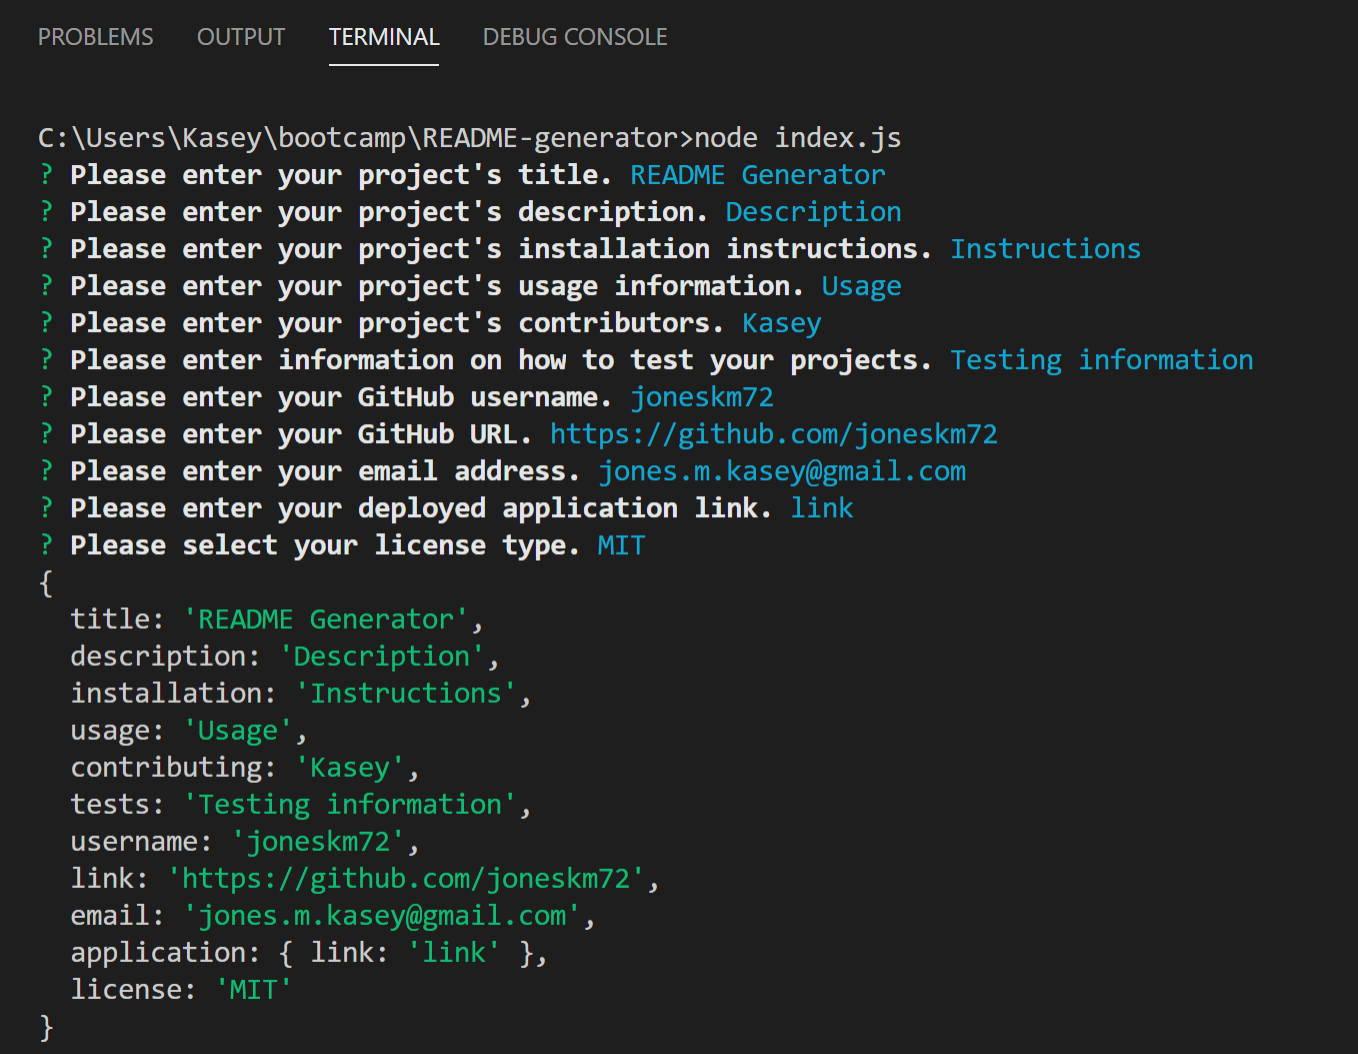 PROBLEMS OUTPUT TERMINAL DEBUG CONSOLE
C:\Users\Kasey\bootcamp\README-generator>node index.js
? Please enter your project's title. README Generator
? Please enter your project's description. Description
? Please enter your project's installation instructions. Instructions
? Please enter your project's usage information. Usage
? Please enter your project's contributors. Kasey
? Please enter information on how to test your projects. Testing information
? Please enter your GitHub username. joneskm72
? Please enter your GitHub URL. https://github.com/joneskm72
? Please enter your email address. jones.m.kasey@gmail.com
? Please enter your deployed application link. link
? Please select your license type. MIT
{
  title: 'README Generator',
  description: 'Description',
  installation: 'Instructions',
  usage: 'Usage',
  contributing: 'Kasey',
  tests: 'Testing information',
  username: 'joneskm72',
  link: 'https://github.com/joneskm72',
  email: 'jones.m.kasey@gmail.com',
  application: { link: 'link' },
  license: 'MIT'
}